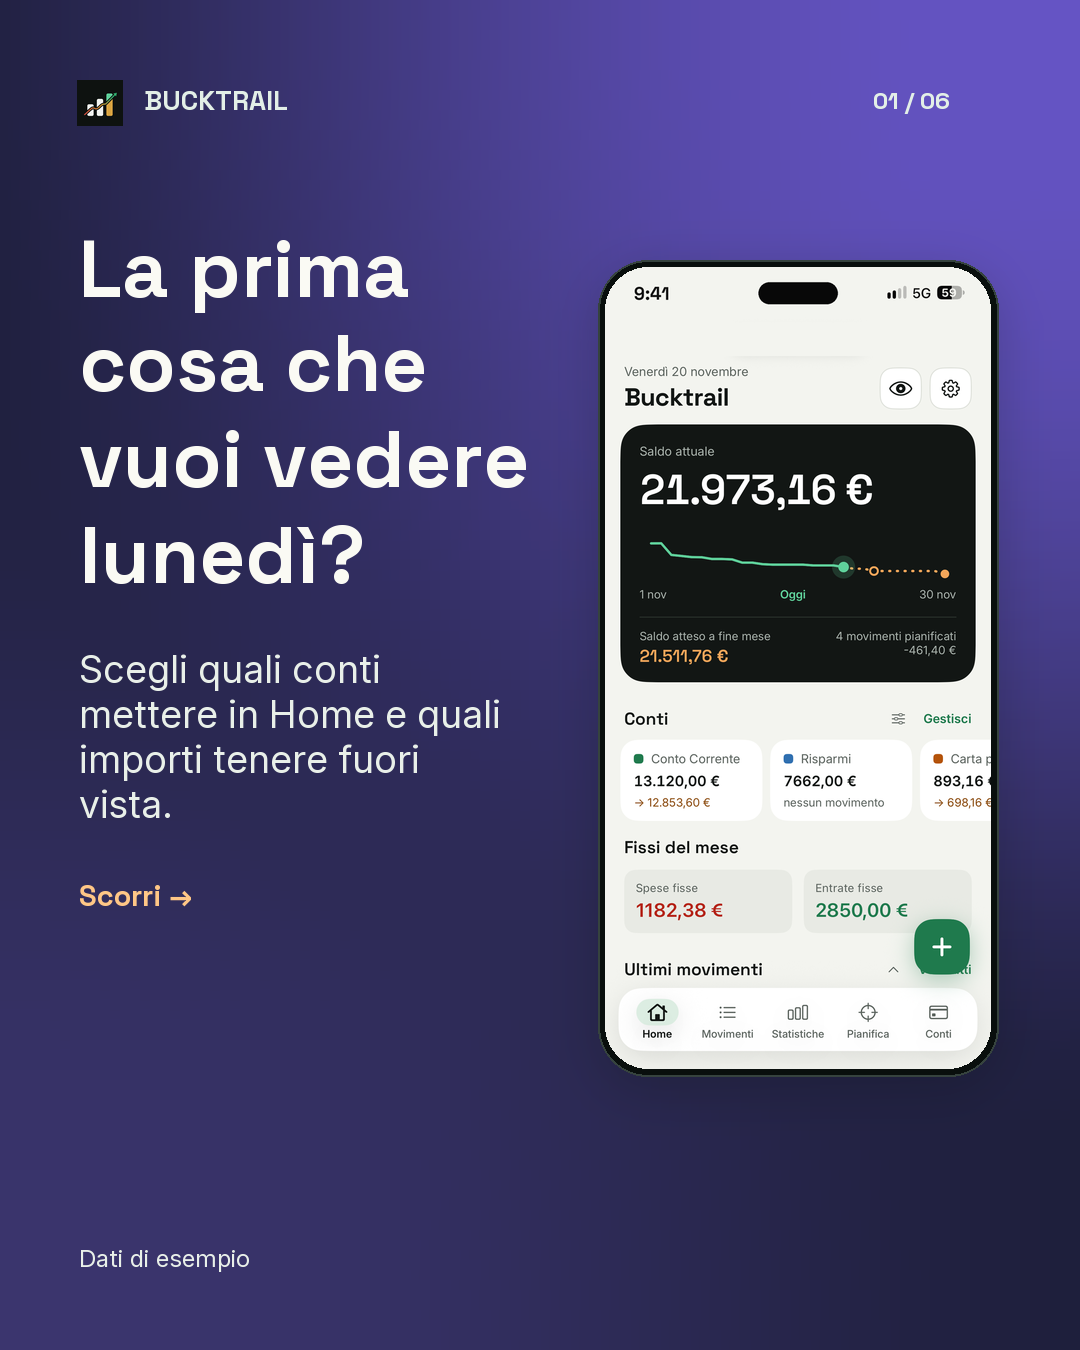 BUCKTRAIL
01 / 06
La prima
cosa che
vuoi vedere
lunedì?
Scegli quali conti
mettere in Home e quali
importi tenere fuori
vista.
Scorri →
9:41
5G 59
Venerdì 20 novembre
Bucktrail
Saldo attuale
21.973,16 €
1 nov Oggi 30 nov
Saldo atteso a fine mese
21.511,76 €
4 movimenti pianificati
-461,40 €
Conti Gestisci
Conto Corrente
13.120,00 €
→ 12.853,60 €
Risparmi
7662,00 €
nessun movimento
Carta
893,16
→ 698,16 €
Fissi del mese
Spese fisse
1182,38 €
Entrate fisse
2850,00 €
Ultimi movimenti
Home Movimenti Statistiche Pianifica Conti
Dati di esempio